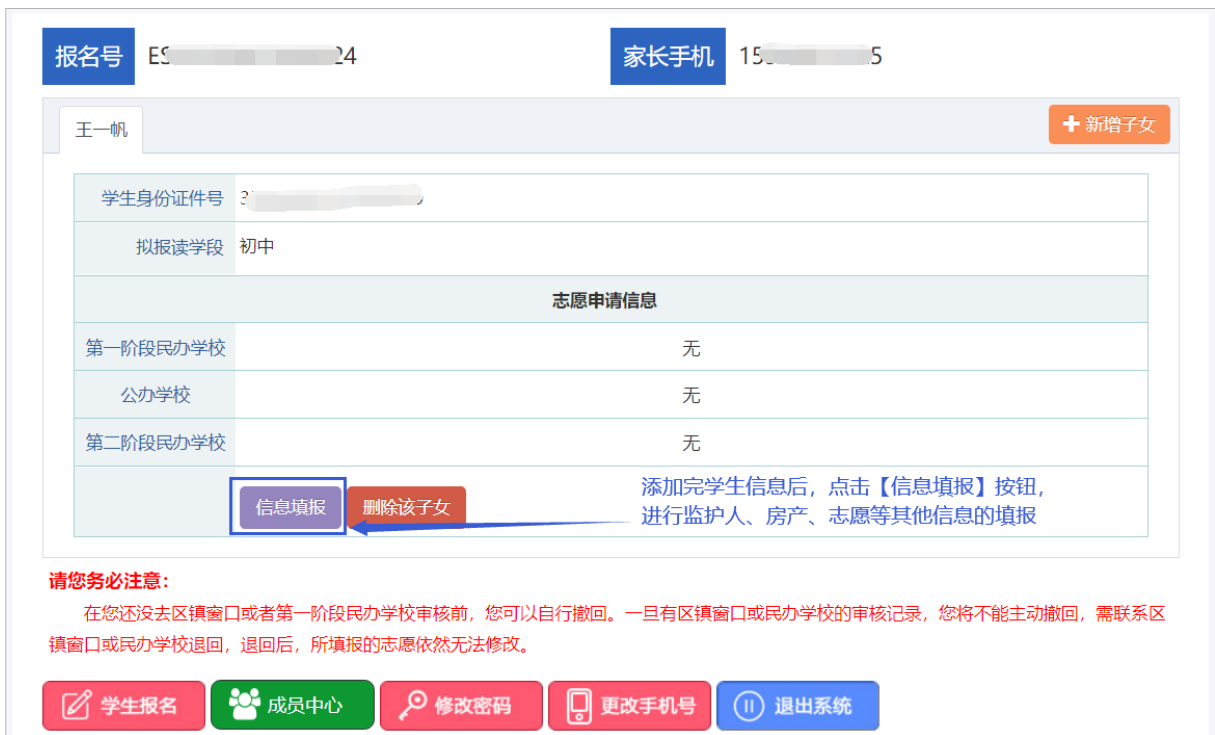 报名号 ES 24 家长手机 15 5
王一帆 新增子女
学生身份证件号 3
拟报读学段 初中
志愿申请信息
第一阶段民办学校 无
公办学校 无
第二阶段民办学校 无
信息填报 删除该子女
添加完学生信息后，点击【信息填报】按钮，
进行监护人、房产、志愿等其他信息的填报
请您务必注意：
在您还没去区镇窗口或者第一阶段民办学校审核前，您可以自行撤回。一旦有区镇窗口或民办学校的审核记录，您将不能主动撤回，需联系区
镇窗口或民办学校退回，退回后，所填报的志愿依然无法修改。
学生报名 成员中心 修改密码 更改手机号 退出系统